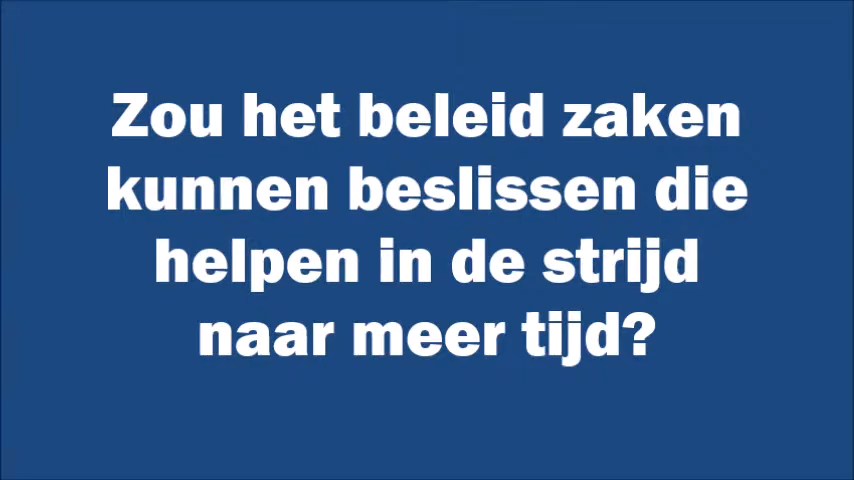 Zou het beleid zaken
kunnen beslissen die
helpen in de strijd
naar meer tijd?